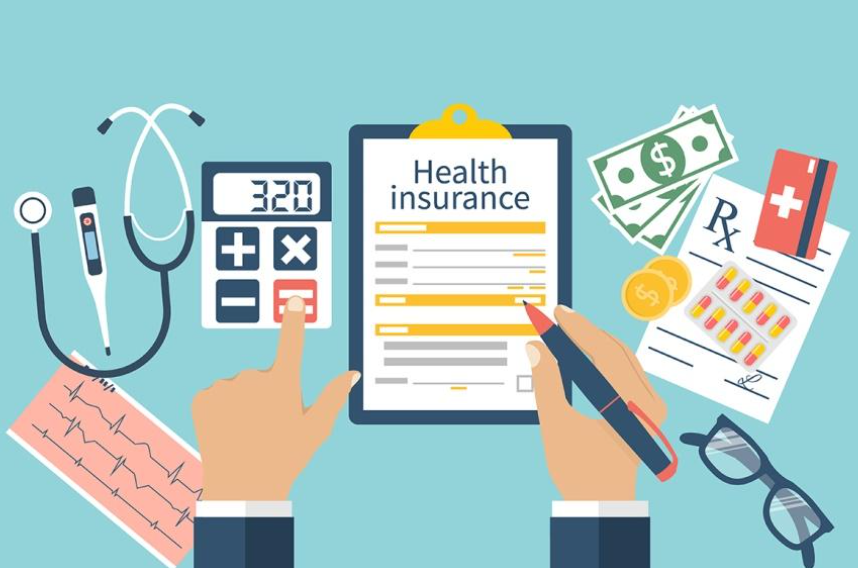 320
Health
insurance
$
$
$
Rx